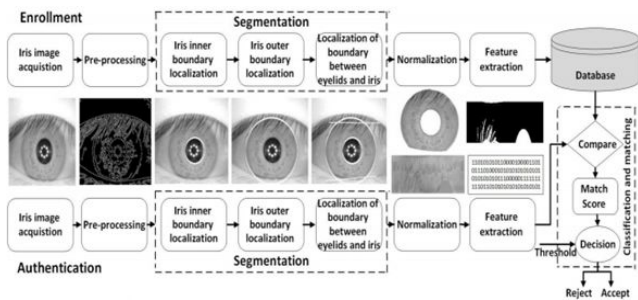 Enrollment
Segmentation
Iris image
acquistion
Pre-processing
Iris inner
boundary
localization
Iris outer
boundary
localization
Localization of
boundary
between
eyelids and iris
Normalization
Feature
extraction
Database
Compare
Match
Score
Decision
Threshold
Reject
Accept
Classification and matching
Iris image
acquistion
Pre-processing
Iris inner
boundary
localization
Iris outer
boundary
localization
Localization of
boundary
between
eyelids and iris
Normalization
Feature
extraction
Segmentation
Authentication